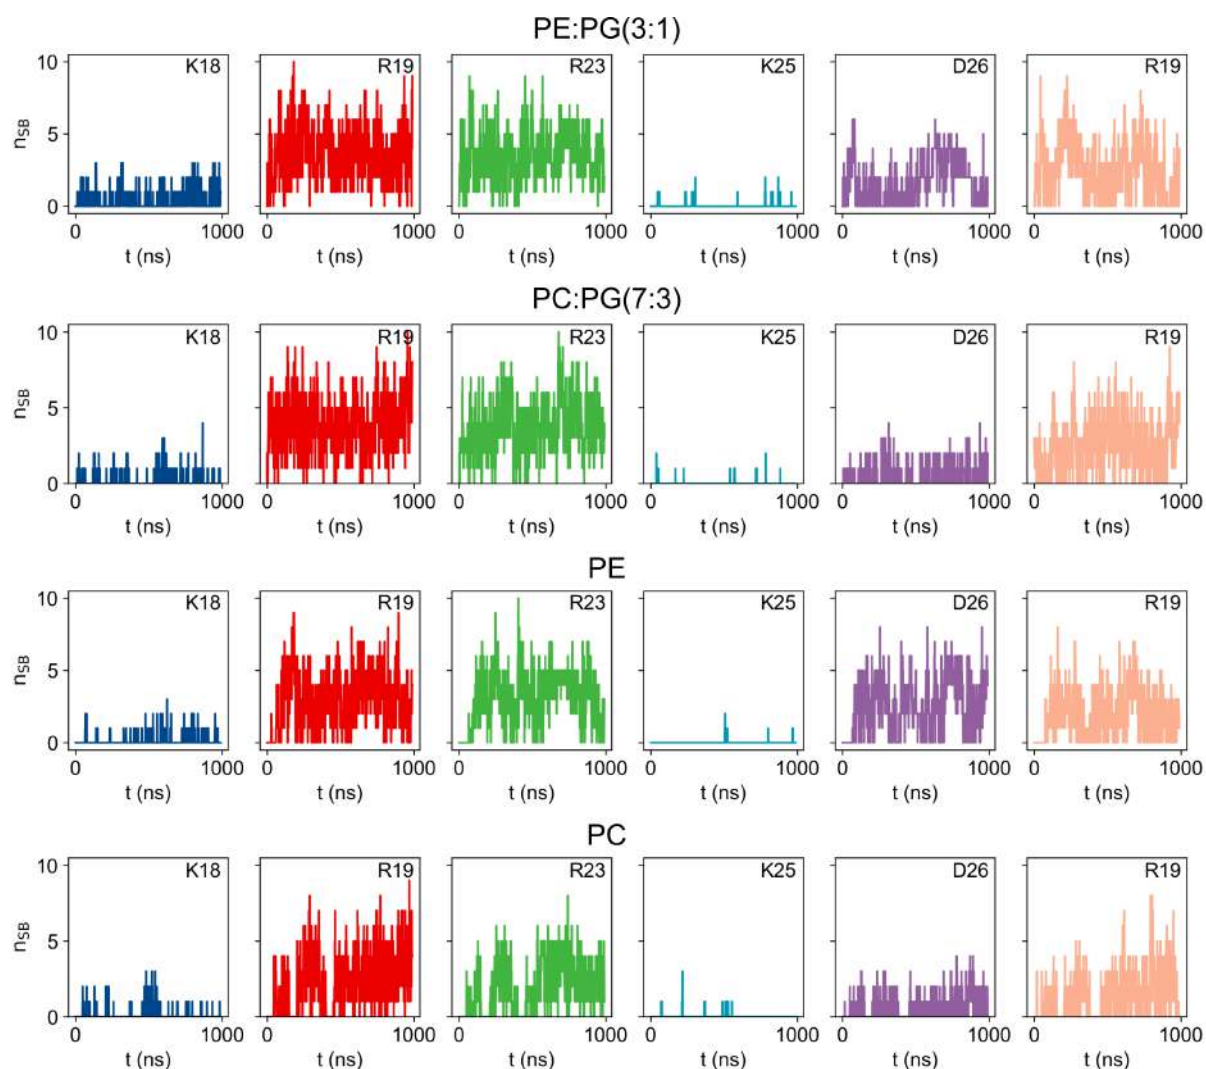 PE:PG(3:1)
K18 R19 R23 K25 D26 R19
10
5
0
n_SB
0 1000 0 1000 0 1000 0 1000 0 1000 0 1000
t (ns) t (ns) t (ns) t (ns) t (ns) t (ns)
PC:PG(7:3)
K18 R19 R23 K25 D26 R19
10
5
0
n_SB
0 1000 0 1000 0 1000 0 1000 0 1000 0 1000
t (ns) t (ns) t (ns) t (ns) t (ns) t (ns)
PE
K18 R19 R23 K25 D26 R19
10
5
0
n_SB
0 1000 0 1000 0 1000 0 1000 0 1000 0 1000
t (ns) t (ns) t (ns) t (ns) t (ns) t (ns)
PC
K18 R19 R23 K25 D26 R19
10
5
0
n_SB
0 1000 0 1000 0 1000 0 1000 0 1000 0 1000
t (ns) t (ns) t (ns) t (ns) t (ns) t (ns)